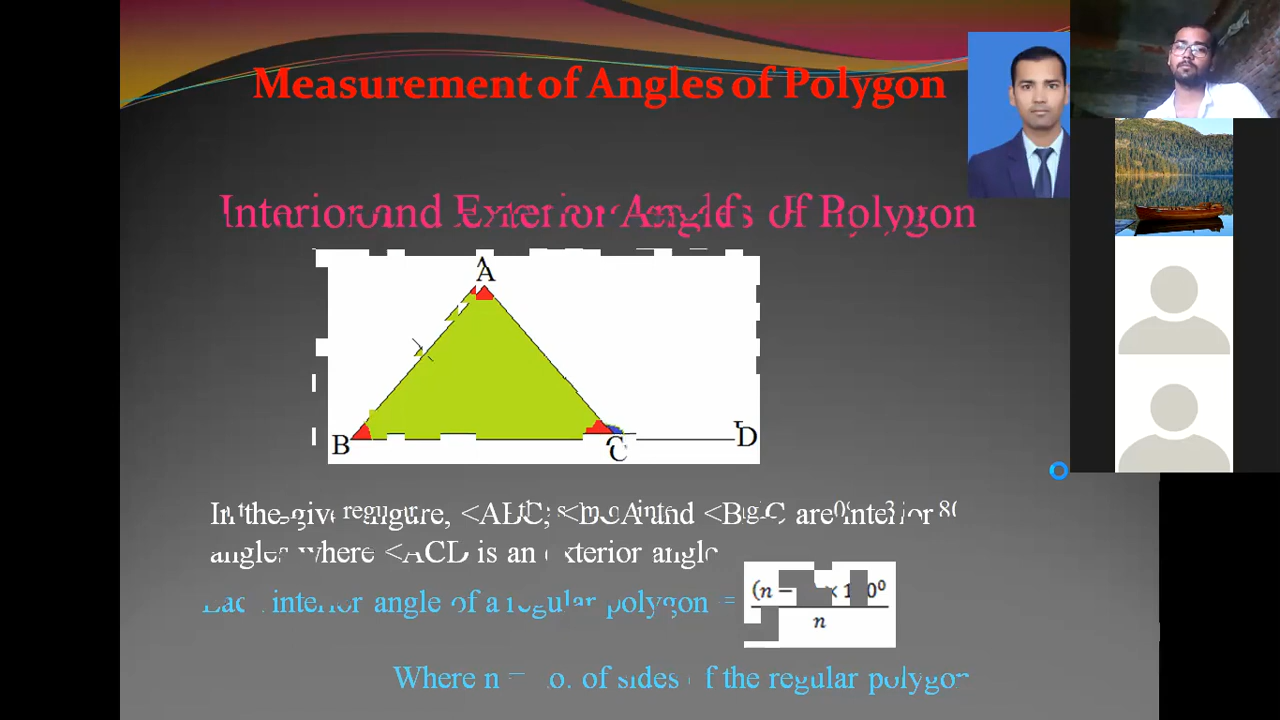 Measurement of Angles of Polygon
Interior and Exterior Angles of Polygon
A
B
C
D
In the given figure, <ABC, <BCA and <BAC are interior
angles where <ACD is an exterior angle
Each interior angle of a regular polygon =
(n − × 180⁰
n
Where n = no. of sides of the regular polygon